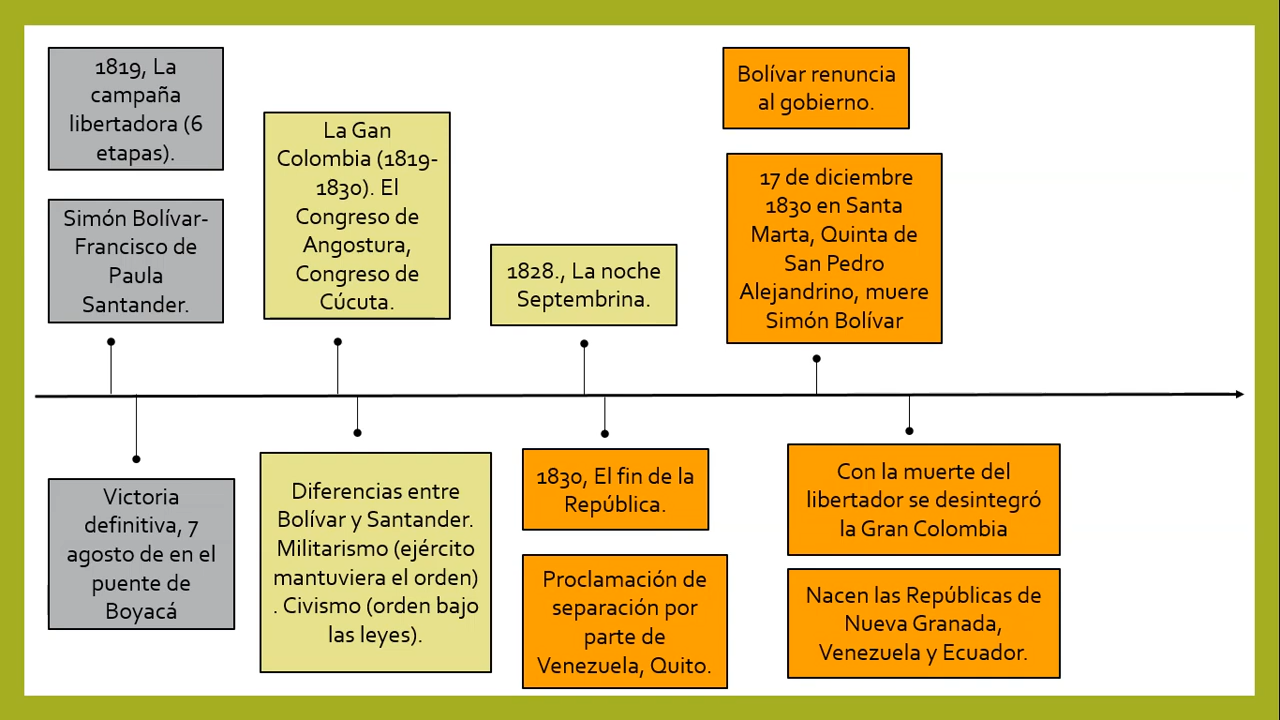 1819, La
campaña
libertadora (6
etapas).
Simón Bolívar-
Francisco de
Paula
Santander.
Victoria
definitiva, 7
agosto de en el
puente de
Boyacá
La Gan
Colombia (1819-
1830). El
Congreso de
Angostura,
Congreso de
Cúcuta.
Diferencias entre
Bolívar y Santander.
Militarismo (ejército
mantuviera el orden)
. Civismo (orden bajo
las leyes).
1828., La noche
Septembrina.
1830, El fin de la
República.
Proclamación de
separación por
parte de
Venezuela, Quito.
Bolívar renuncia
al gobierno.
17 de diciembre
1830 en Santa
Marta, Quinta de
San Pedro
Alejandrino, muere
Simón Bolívar
Con la muerte del
libertador se desintegró
la Gran Colombia
Nacen las Repúblicas de
Nueva Granada,
Venezuela y Ecuador.